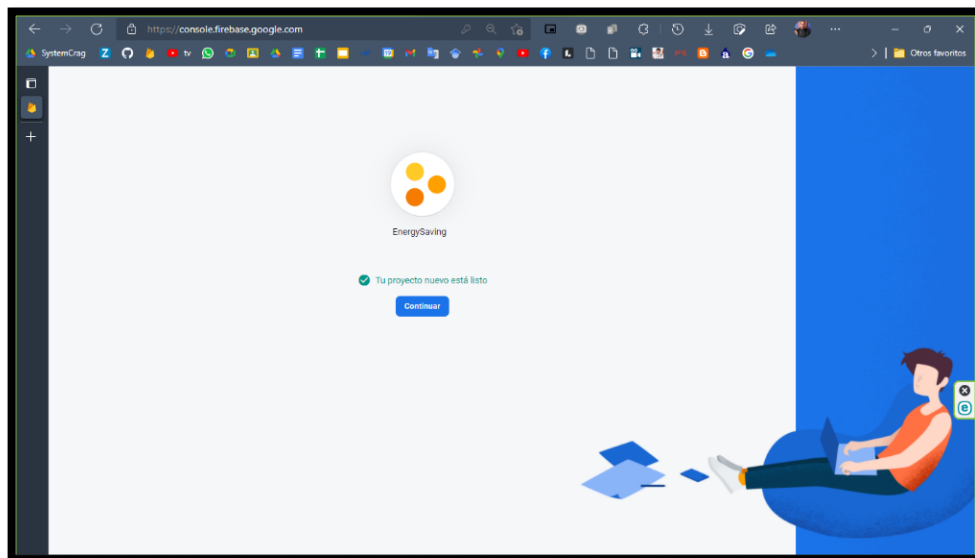 https://console.firebase.google.com
SystemCrag
tv
Otros favoritos
EnergySaving
Tu proyecto nuevo está listo
Continuar